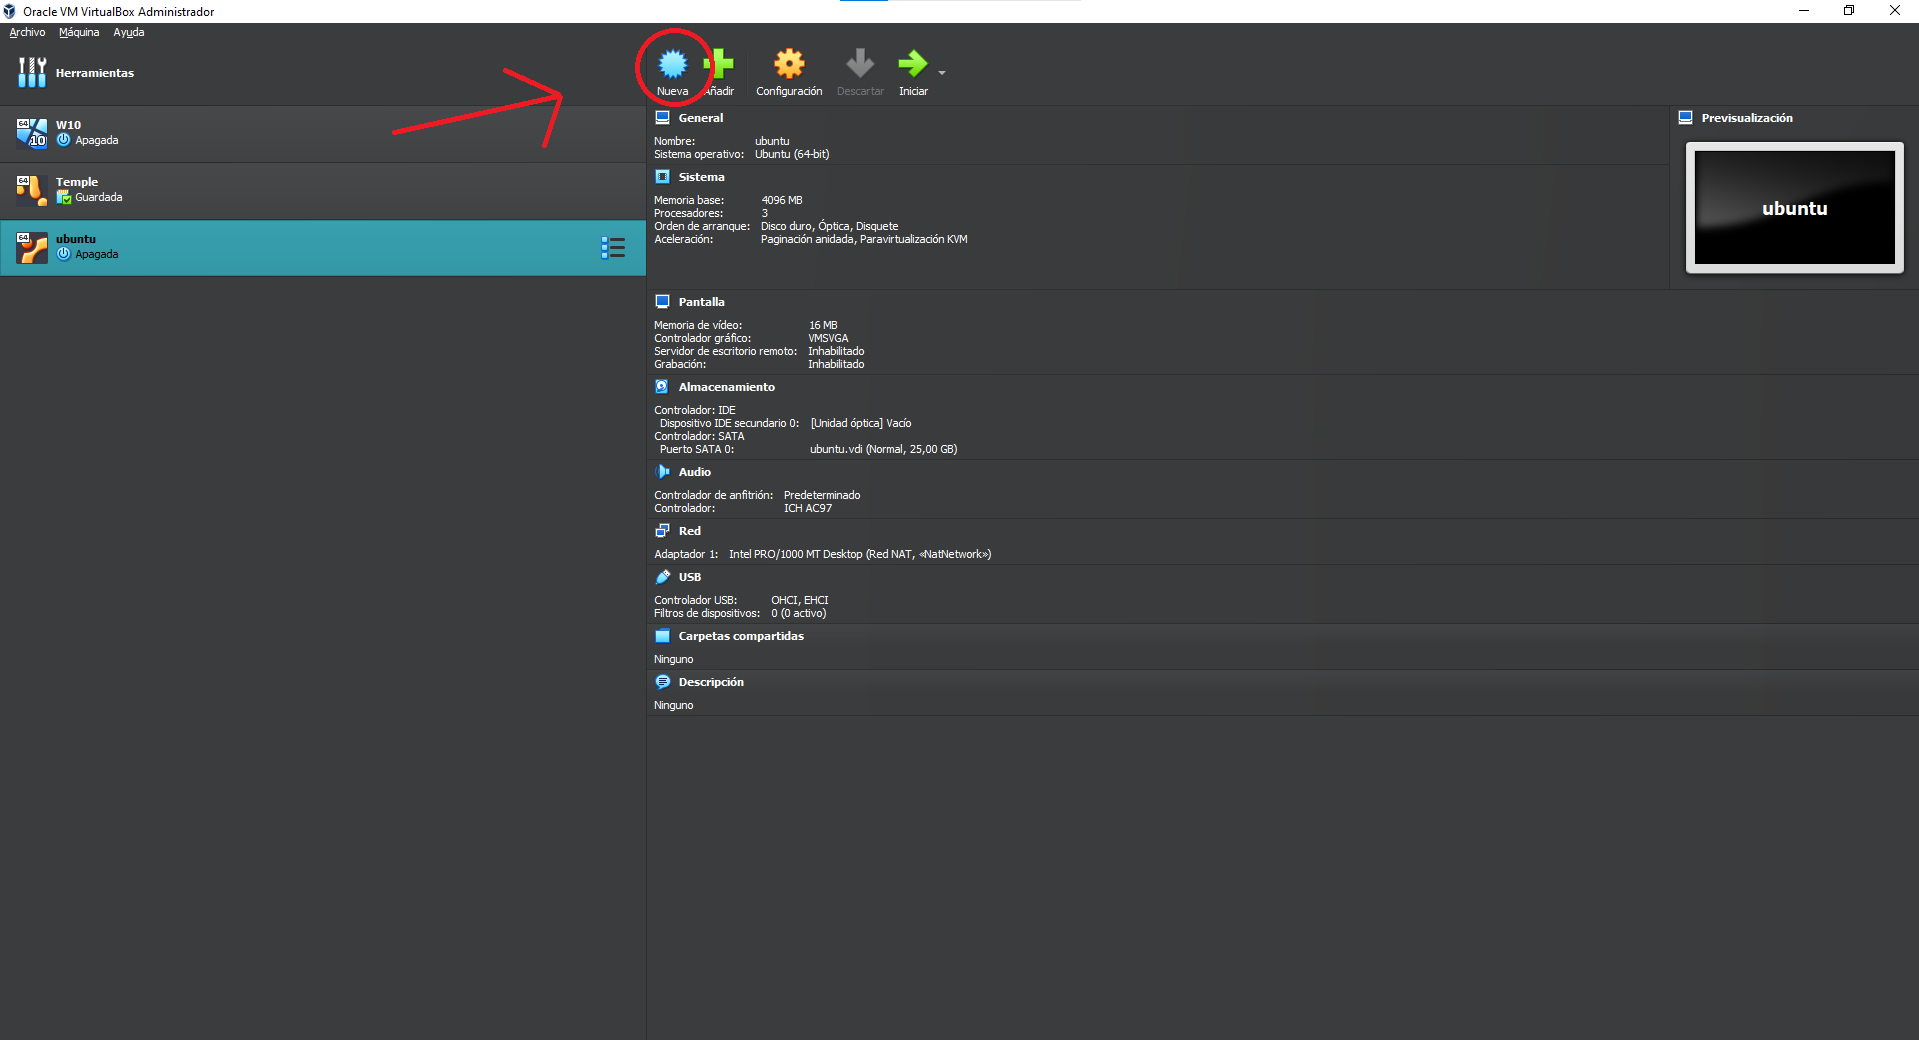 Oracle VM VirtualBox Administrador
Archivo Máquina Ayuda
Herramientas
Nueva Añadir Configuración Descartar Iniciar
64
10
W10
Apagada
64
Temple
Guardada
64
ubuntu
Apagada
General
Nombre: ubuntu
Sistema operativo: Ubuntu (64-bit)
Sistema
Memoria base: 4096 MB
Procesadores: 3
Orden de arranque: Disco duro, Óptica, Disquete
Aceleración: Paginación anidada, Paravirtualización KVM
Previsualización
ubuntu
Pantalla
Memoria de vídeo: 16 MB
Controlador gráfico: VMSVGA
Servidor de escritorio remoto: Inhabilitado
Grabación: Inhabilitado
Almacenamiento
Controlador: IDE
Dispositivo IDE secundario 0: [Unidad óptica] Vacío
Controlador: SATA
Puerto SATA 0: ubuntu.vdi (Normal, 25,00 GB)
Audio
Controlador de anfitrión: Predeterminado
Controlador: ICH AC97
Red
Adaptador 1: Intel PRO/1000 MT Desktop (Red NAT, «NatNetwork»)
USB
Controlador USB: OHCI, EHCI
Filtros de dispositivos: 0 (0 activo)
Carpetas compartidas
Ninguno
Descripción
Ninguno